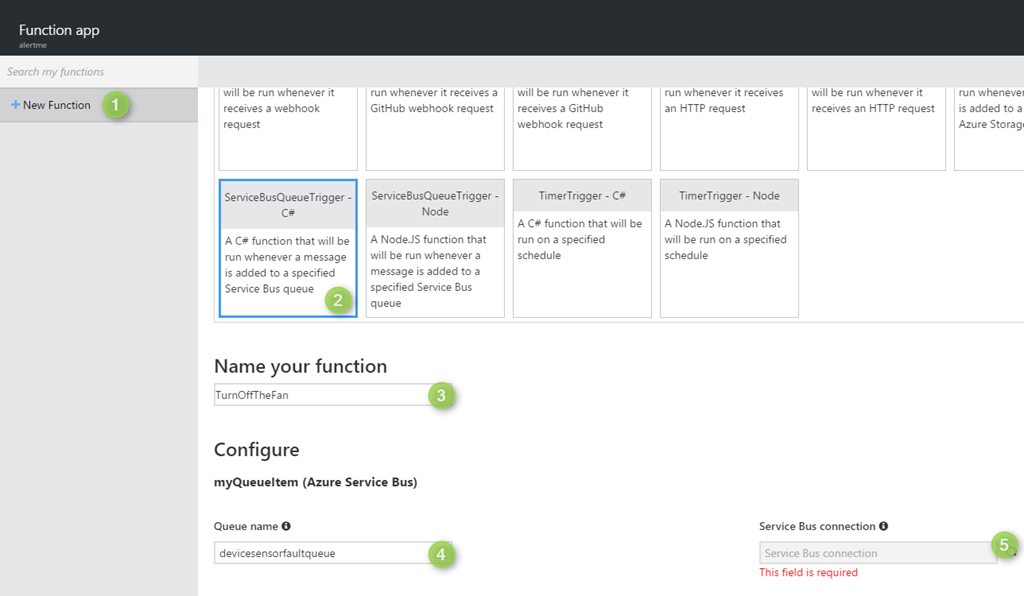 Function app
alertme
Search my functions
+ New Function
1
will be run whenever it
receives a webhook
request
run whenever it receives a
GitHub webhook request
will be run whenever it
receives a GitHub
webhook request
run whenever it receives
an HTTP request
will be run whenever it
receives an HTTP request
run whenever
is added to a
Azure Storage
ServiceBusQueueTrigger -
C#
A C# function that will be
run whenever a message
is added to a specified
Service Bus queue
2
ServiceBusQueueTrigger -
Node
A Node.JS function that
will be run whenever a
message is added to a
specified Service Bus
queue
TimerTrigger - C#
A C# function that will be
run on a specified
schedule
TimerTrigger - Node
A Node.JS function that
will be run on a specified
schedule
Name your function
TurnOffTheFan
3
Configure
myQueueItem (Azure Service Bus)
Queue name
devicesensorfaultqueue
4
Service Bus connection
Service Bus connection
5
This field is required